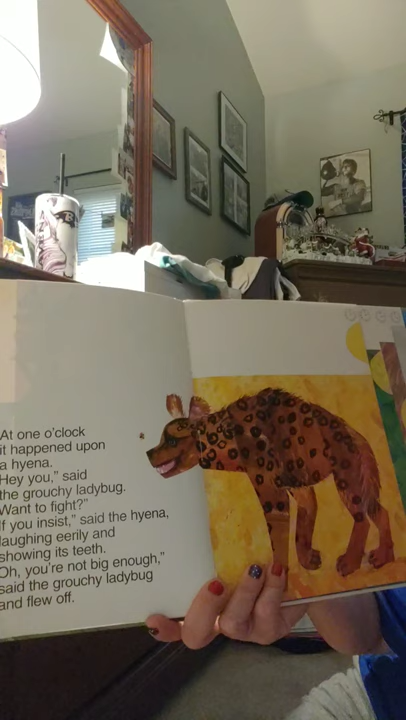 At one o'clock
it happened upon
a hyena.
Hey you," said
the grouchy ladybug.
Want to fight?"
If you insist," said the hyena,
laughing eerily and
showing its teeth.
Oh, you're not big enough,"
said the grouchy ladybug
and flew off.